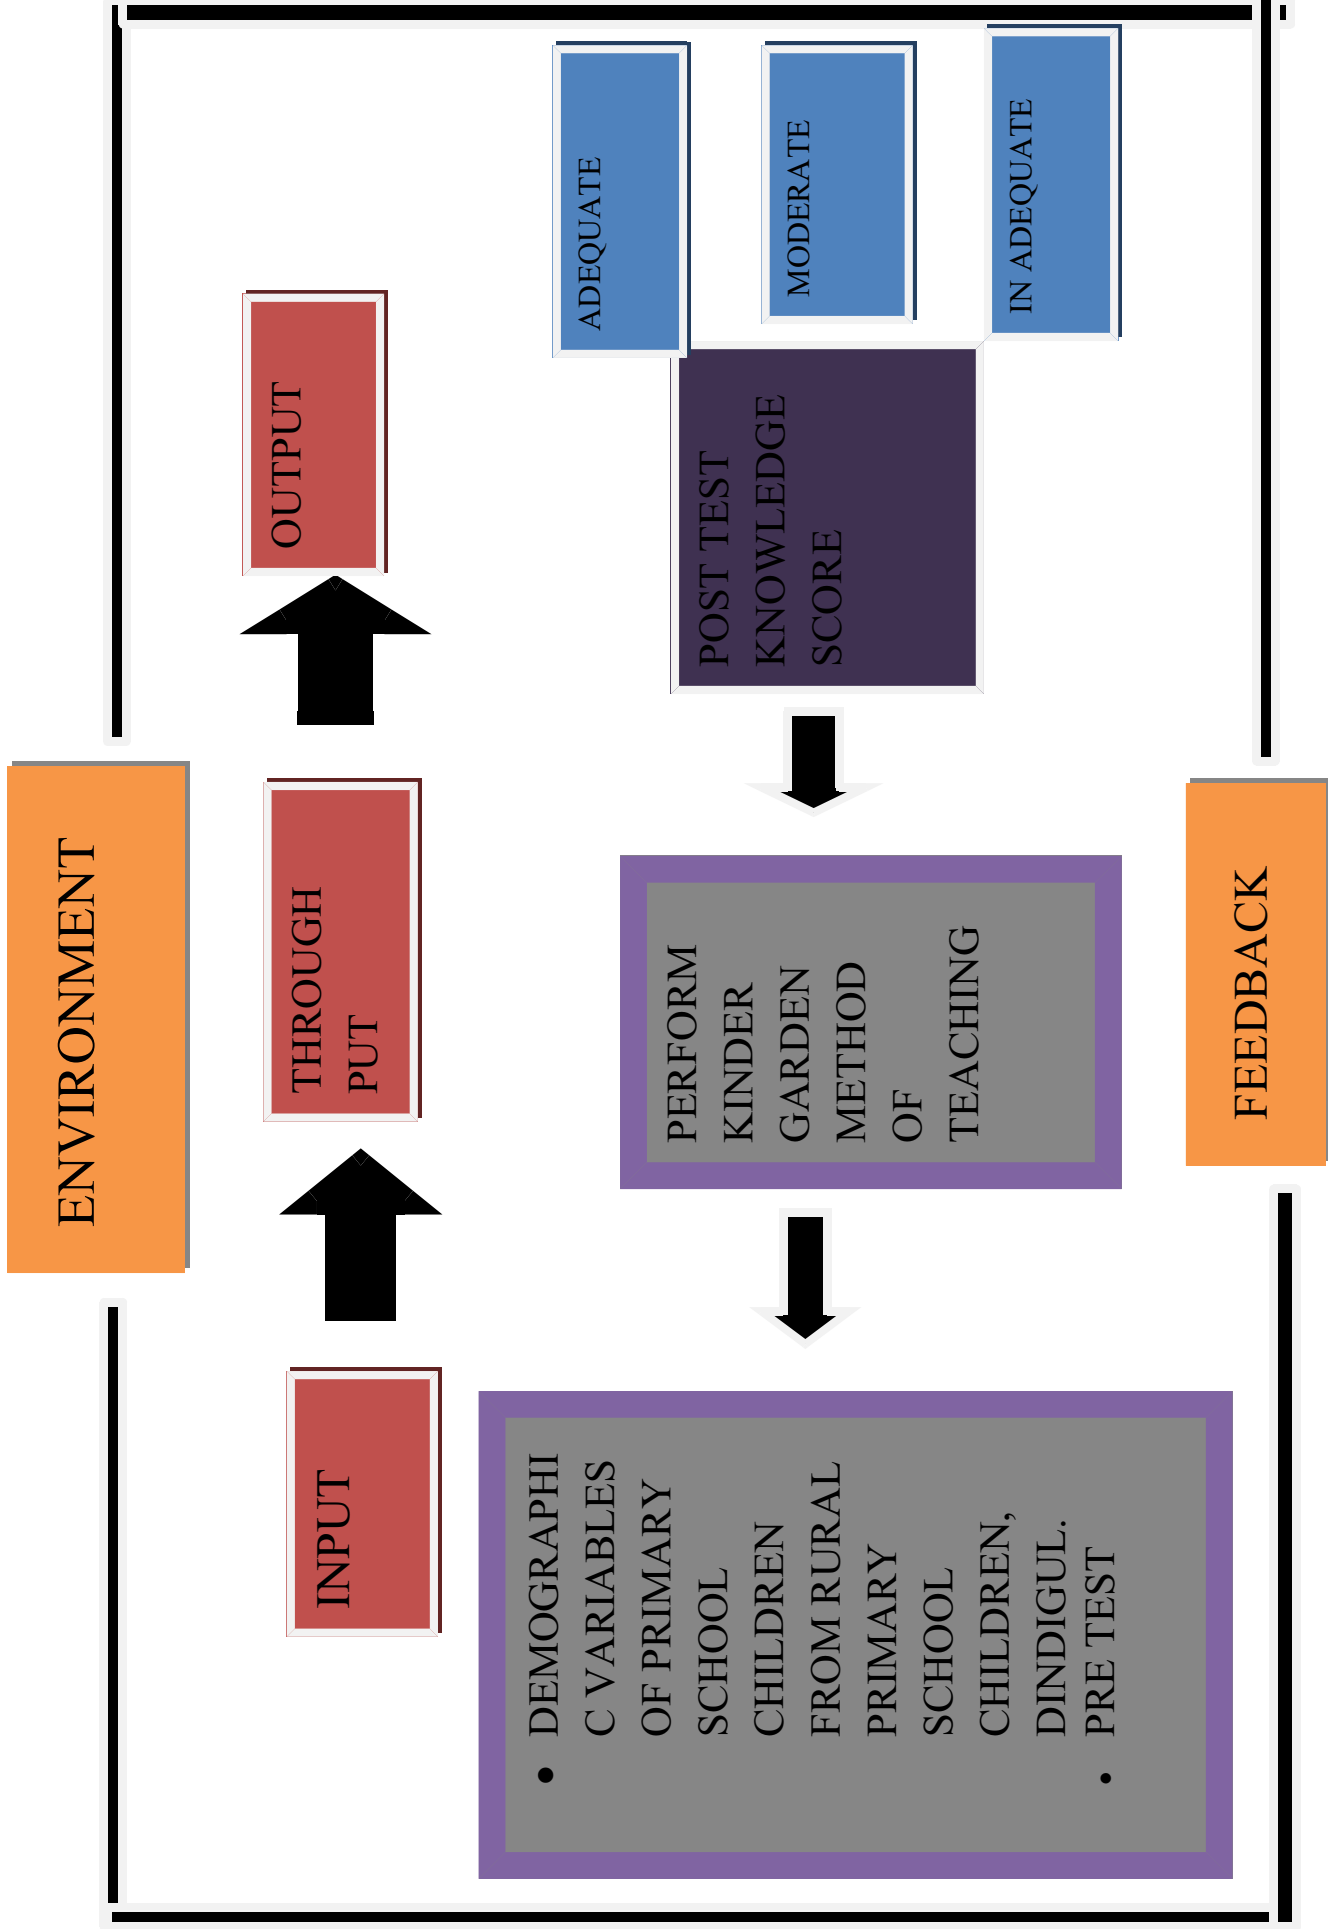 ENVIRONMENT
INPUT
THROUGH
PUT
OUTPUT
• DEMOGRAPHI
C VARIABLES
OF PRIMARY
SCHOOL
CHILDREN
FROM RURAL
PRIMARY
SCHOOL
CHILDREN,
DINDIGUL.
• PRE TEST
PERFORM
KINDER
GARDEN
METHOD
OF
TEACHING
POST TEST
KNOWLEDGE
SCORE
ADEQUATE
MODERATE
IN ADEQUATE
FEEDBACK